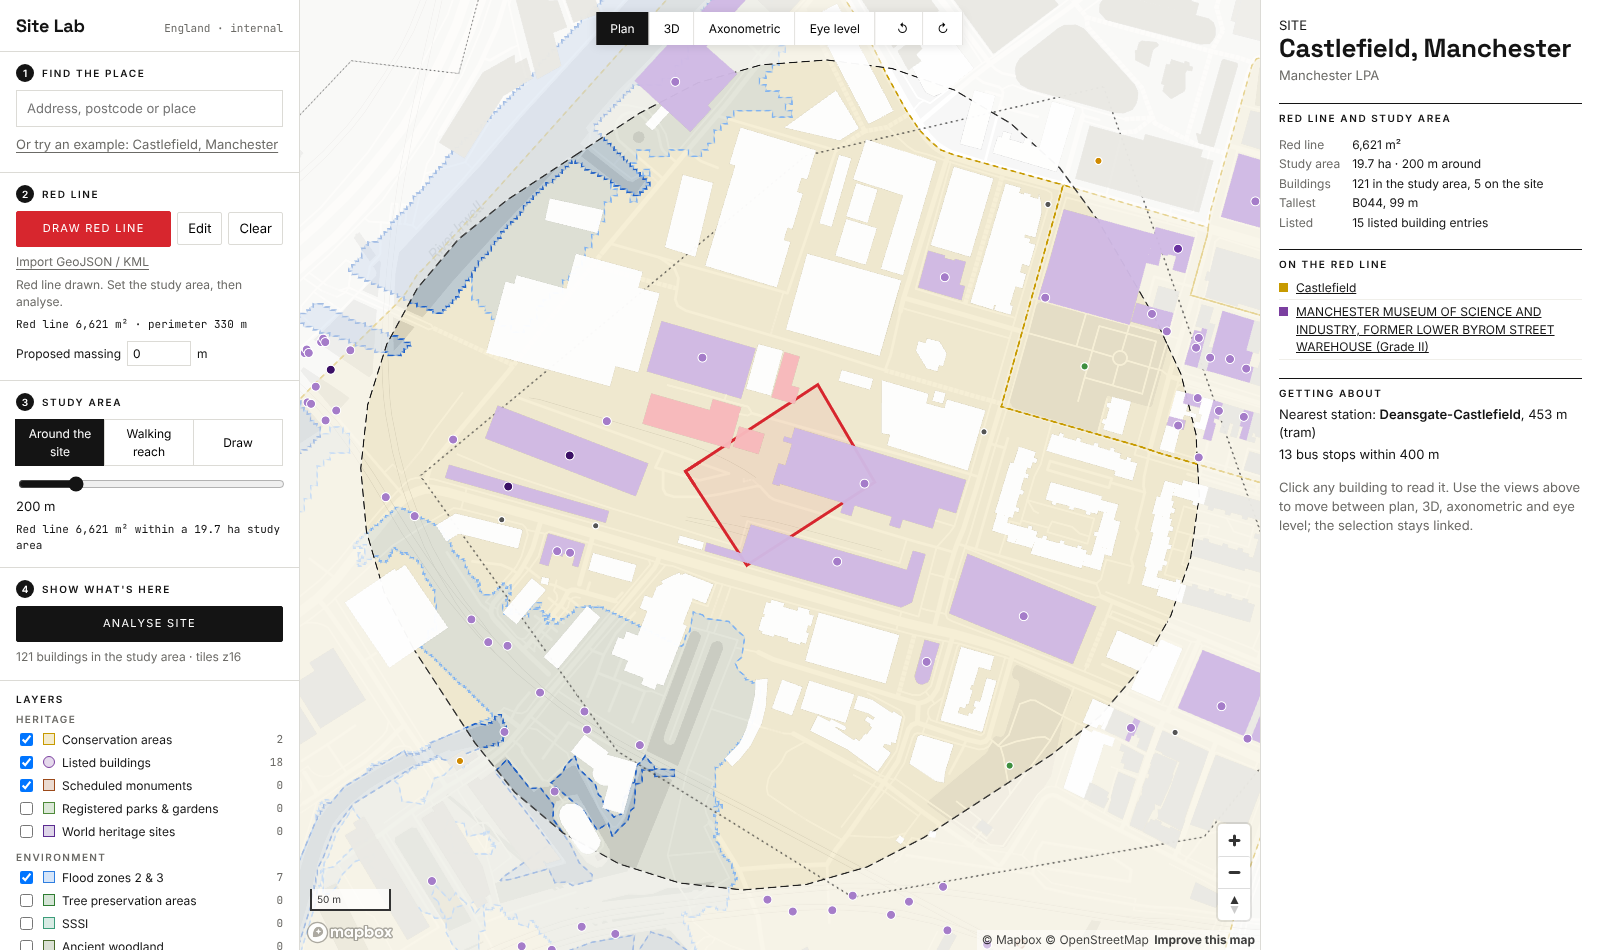 Site Lab
England · internal
1 FIND THE PLACE
Address, postcode or place
Or try an example: Castlefield, Manchester
2 RED LINE
DRAW RED LINE
Edit
Clear
Import GeoJSON / KML
Red line drawn. Set the study area, then
analyse.
Red line 6,621 m² · perimeter 330 m
Proposed massing 0 m
3 STUDY AREA
Around the
site
Walking
reach
Draw
200 m
Red line 6,621 m² within a 19.7 ha study
area
4 SHOW WHAT'S HERE
ANALYSE SITE
121 buildings in the study area · tiles z16
LAYERS
HERITAGE
Conservation areas 2
Listed buildings 18
Scheduled monuments 0
Registered parks & gardens 0
World heritage sites 0
ENVIRONMENT
Flood zones 2 & 3 7
Tree preservation areas 0
SSSI 0
Ancient woodland 0
Plan
3D
Axonometric
Eye level
50 m
mapbox
© Mapbox © OpenStreetMap Improve this map
SITE
Castlefield, Manchester
Manchester LPA
RED LINE AND STUDY AREA
Red line 6,621 m²
Study area 19.7 ha · 200 m around
Buildings 121 in the study area, 5 on the site
Tallest B044, 99 m
Listed 15 listed building entries
ON THE RED LINE
Castlefield
MANCHESTER MUSEUM OF SCIENCE AND
INDUSTRY, FORMER LOWER BYROM STREET
WAREHOUSE (Grade II)
GETTING ABOUT
Nearest station: Deansgate-Castlefield, 453 m
(tram)
13 bus stops within 400 m
Click any building to read it. Use the views above
to move between plan, 3D, axonometric and eye
level; the selection stays linked.